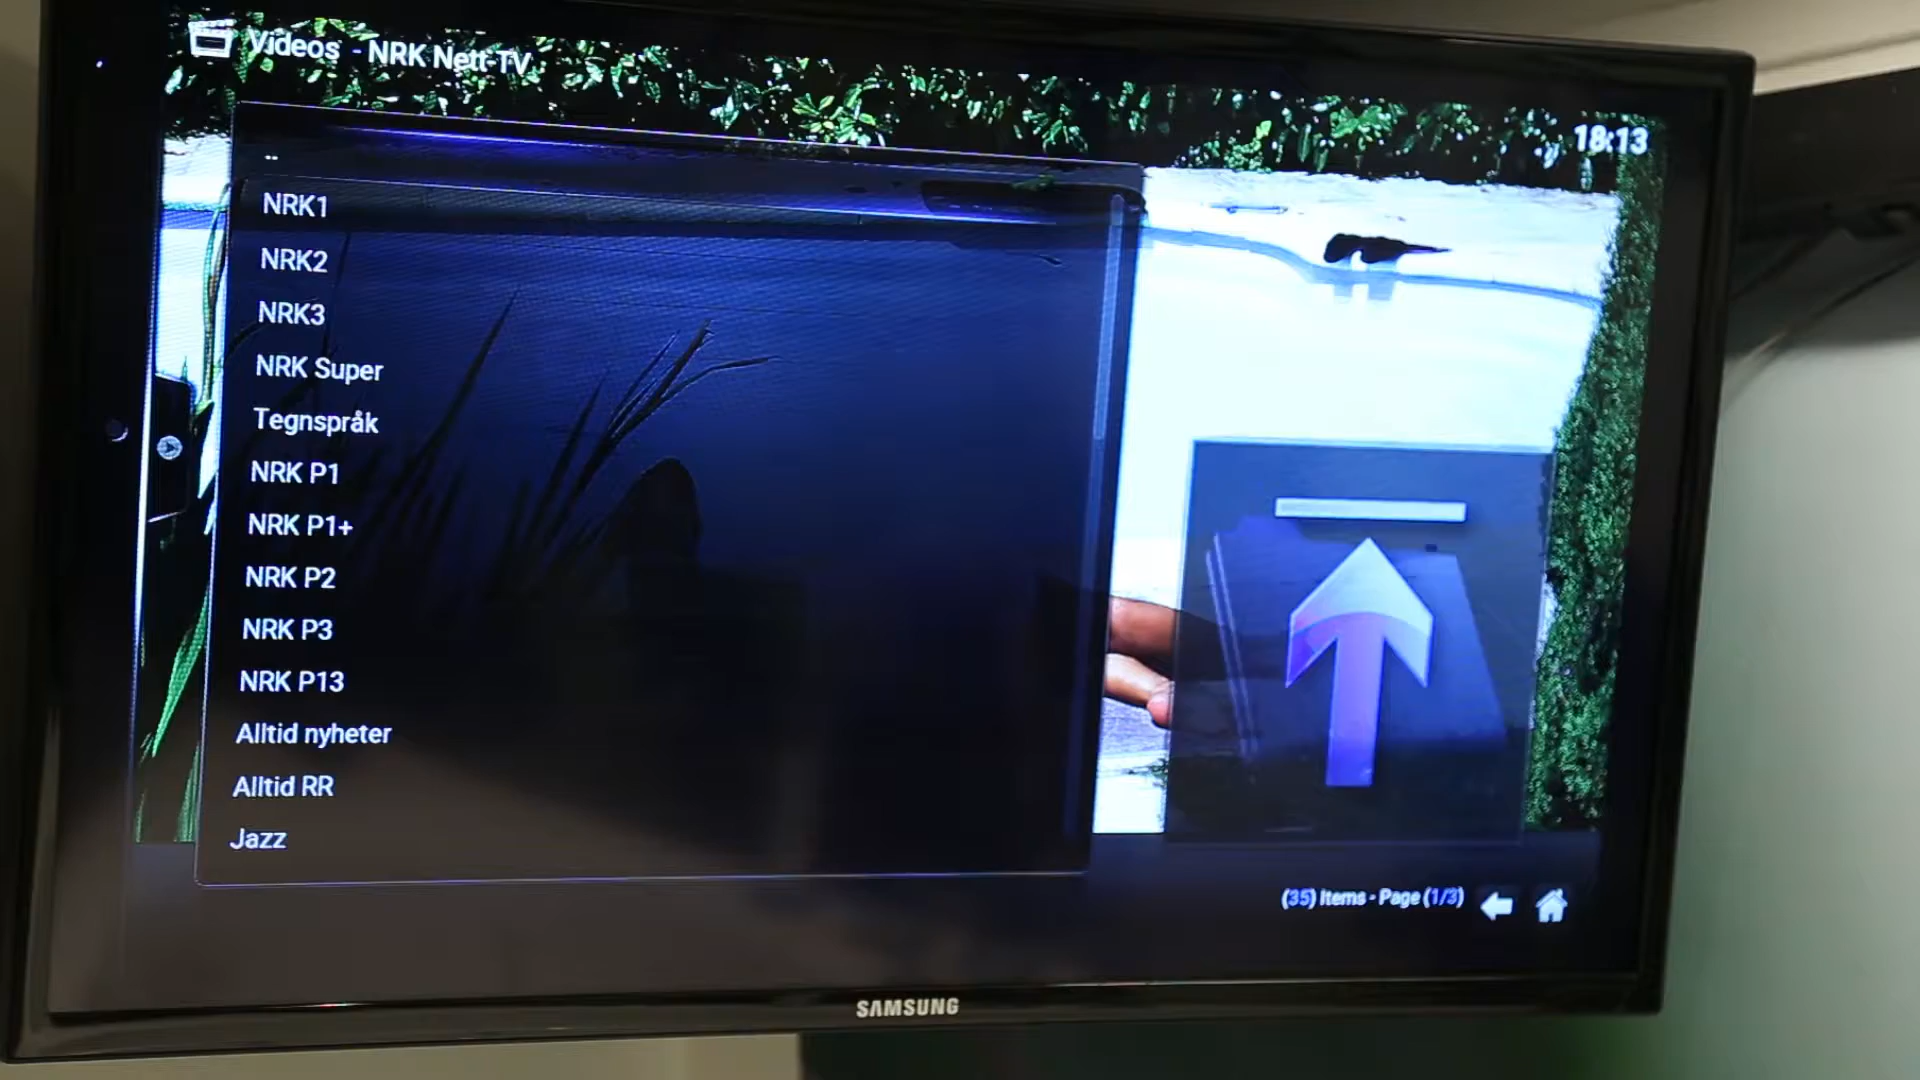 Videos - NRK Nett-TV
18:13
..
NRK1
NRK2
NRK3
NRK Super
Tegnspråk
NRK P1
NRK P1+
NRK P2
NRK P3
NRK P13
Alltid nyheter
Alltid RR
Jazz
(35) Items - Page (1/3)
SAMSUNG